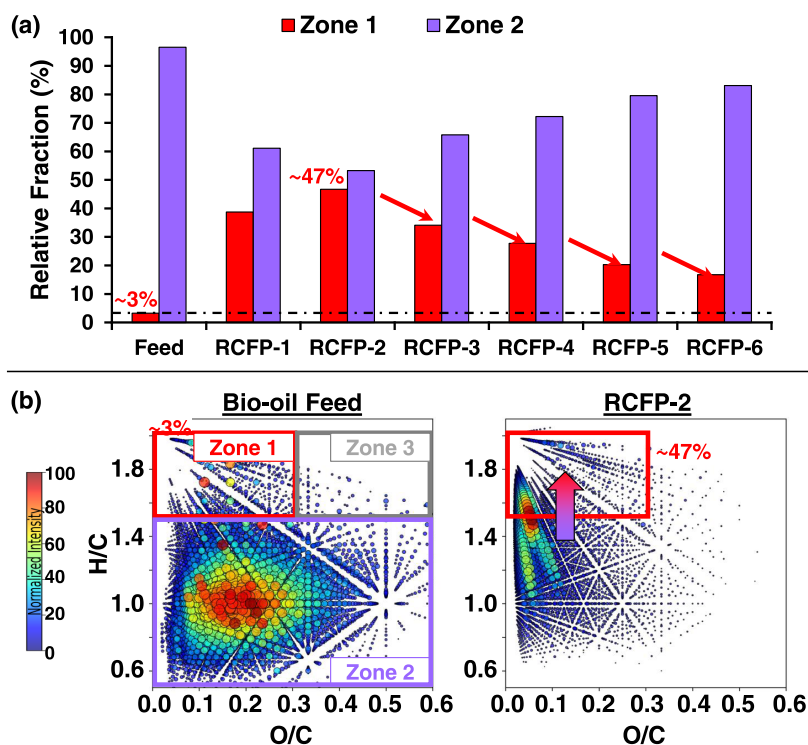 (a)
Zone 1 Zone 2
Relative Fraction (%)
100
90
80
70
60
50
40
30
20
10
0
~3%
~47%
Feed RCFP-1 RCFP-2 RCFP-3 RCFP-4 RCFP-5 RCFP-6
(b)
Bio-oil Feed
RCFP-2
~3%
Zone 1
Zone 3
~47%
Zone 2
Normalized Intensity
100
80
60
40
20
0
H/C
1.8
1.4
1.0
0.6
0.0 0.1 0.2 0.3 0.4 0.5 0.6
O/C
1.8
1.4
1.0
0.6
0.0 0.1 0.2 0.3 0.4 0.5 0.6
O/C